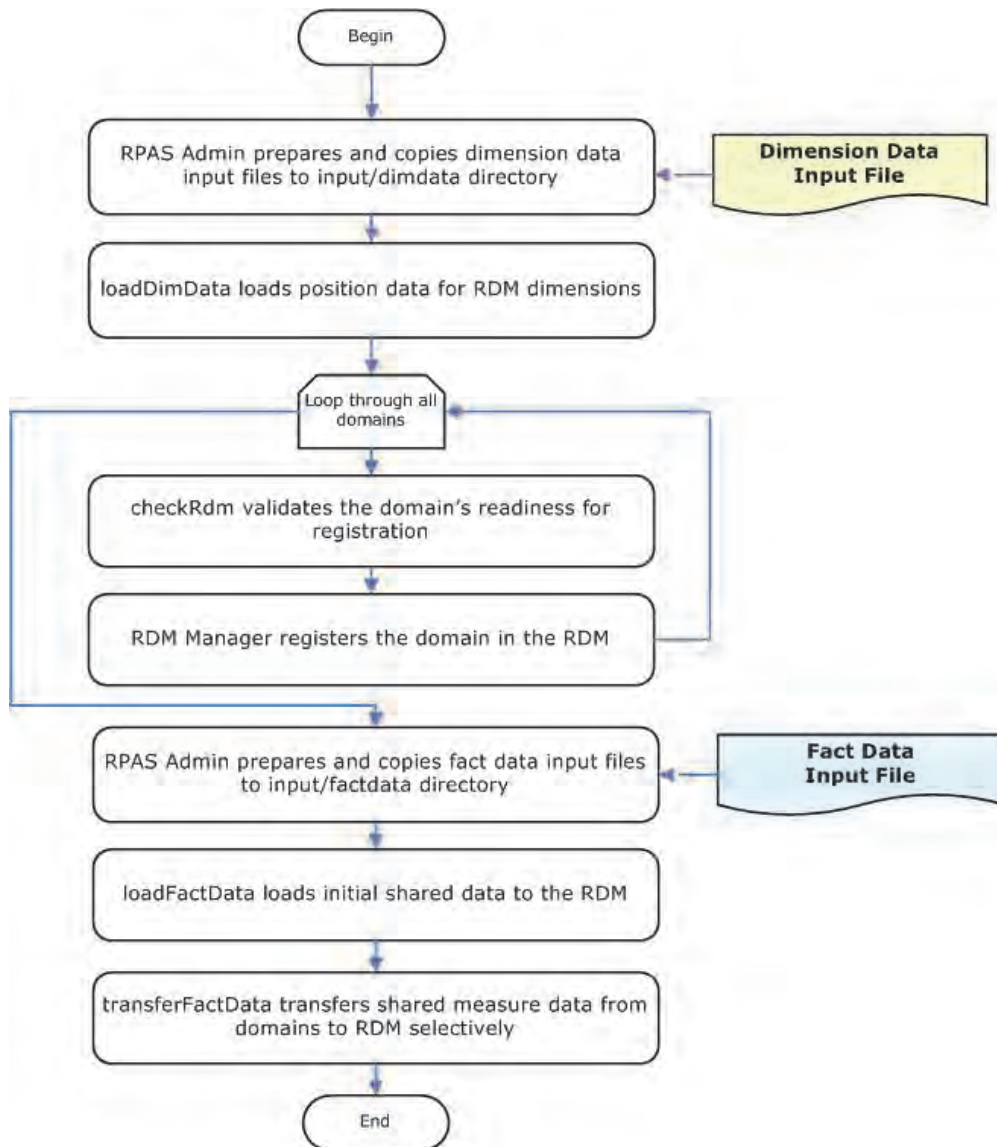 Begin
RPAS Admin prepares and copies dimension data
input files to input/dimdata directory
Dimension Data
Input File
loadDimData loads position data for RDM dimensions
Loop through all
domains
checkRdm validates the domain's readiness for
registration
RDM Manager registers the domain in the RDM
RPAS Admin prepares and copies fact data input files
to input/factdata directory
Fact Data
Input File
loadFactData loads initial shared data to the RDM
transferFactData transfers shared measure data from
domains to RDM selectively
End